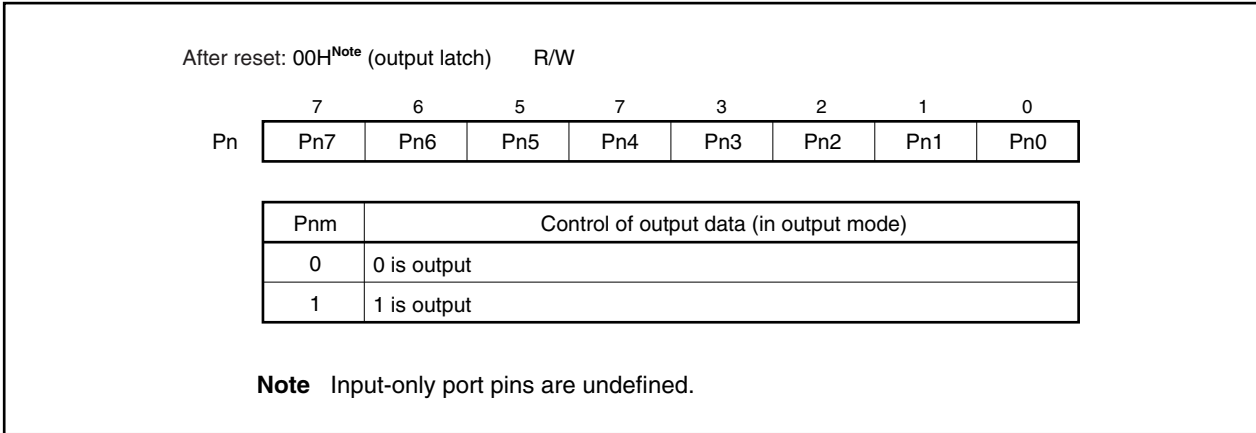 After reset: 00HNote (output latch) R/W
7 6 5 7 3 2 1 0
Pn Pn7 Pn6 Pn5 Pn4 Pn3 Pn2 Pn1 Pn0
Pnm Control of output data (in output mode)
0 0 is output
1 1 is output
Note Input-only port pins are undefined.